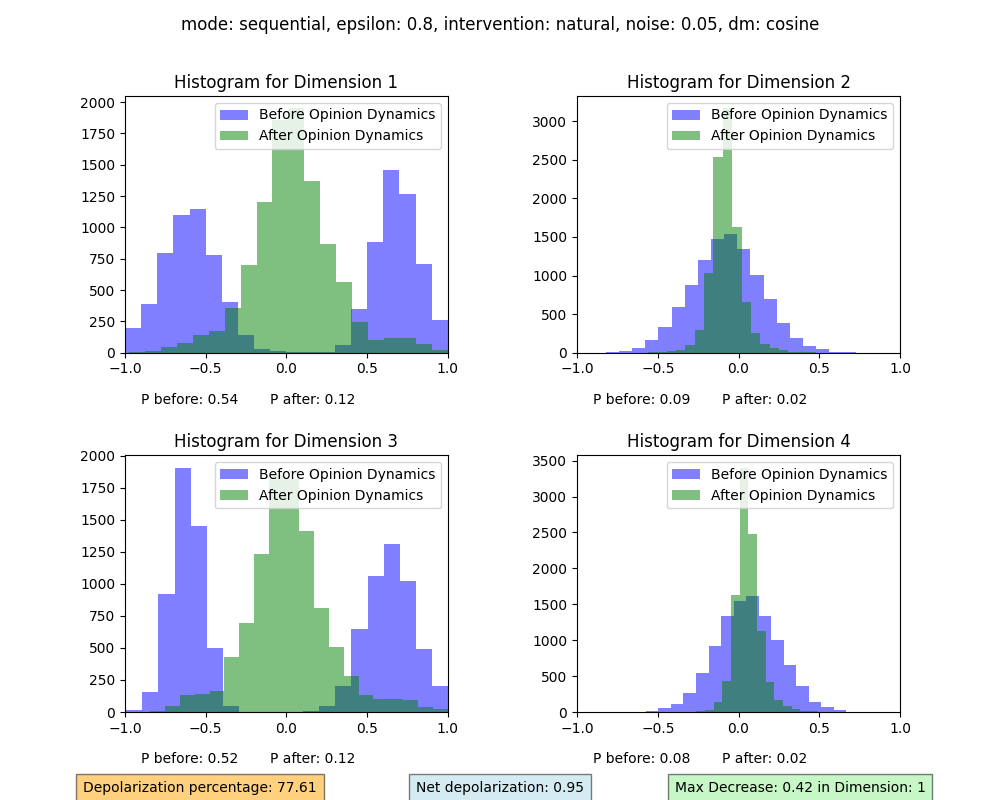 mode: sequential, epsilon: 0.8, intervention: natural, noise: 0.05, dm: cosine
Histogram for Dimension 1
Before Opinion Dynamics
After Opinion Dynamics
2000
1750
1500
1250
1000
750
500
250
0
−1.0 −0.5 0.0 0.5 1.0
P before: 0.54 P after: 0.12
Histogram for Dimension 2
Before Opinion Dynamics
After Opinion Dynamics
3000
2500
2000
1500
1000
500
0
−1.0 −0.5 0.0 0.5 1.0
P before: 0.09 P after: 0.02
Histogram for Dimension 3
Before Opinion Dynamics
After Opinion Dynamics
2000
1750
1500
1250
1000
750
500
250
0
−1.0 −0.5 0.0 0.5 1.0
P before: 0.52 P after: 0.12
Histogram for Dimension 4
Before Opinion Dynamics
After Opinion Dynamics
3500
3000
2500
2000
1500
1000
500
0
−1.0 −0.5 0.0 0.5 1.0
P before: 0.08 P after: 0.02
Depolarization percentage: 77.61
Net depolarization: 0.95
Max Decrease: 0.42 in Dimension: 1